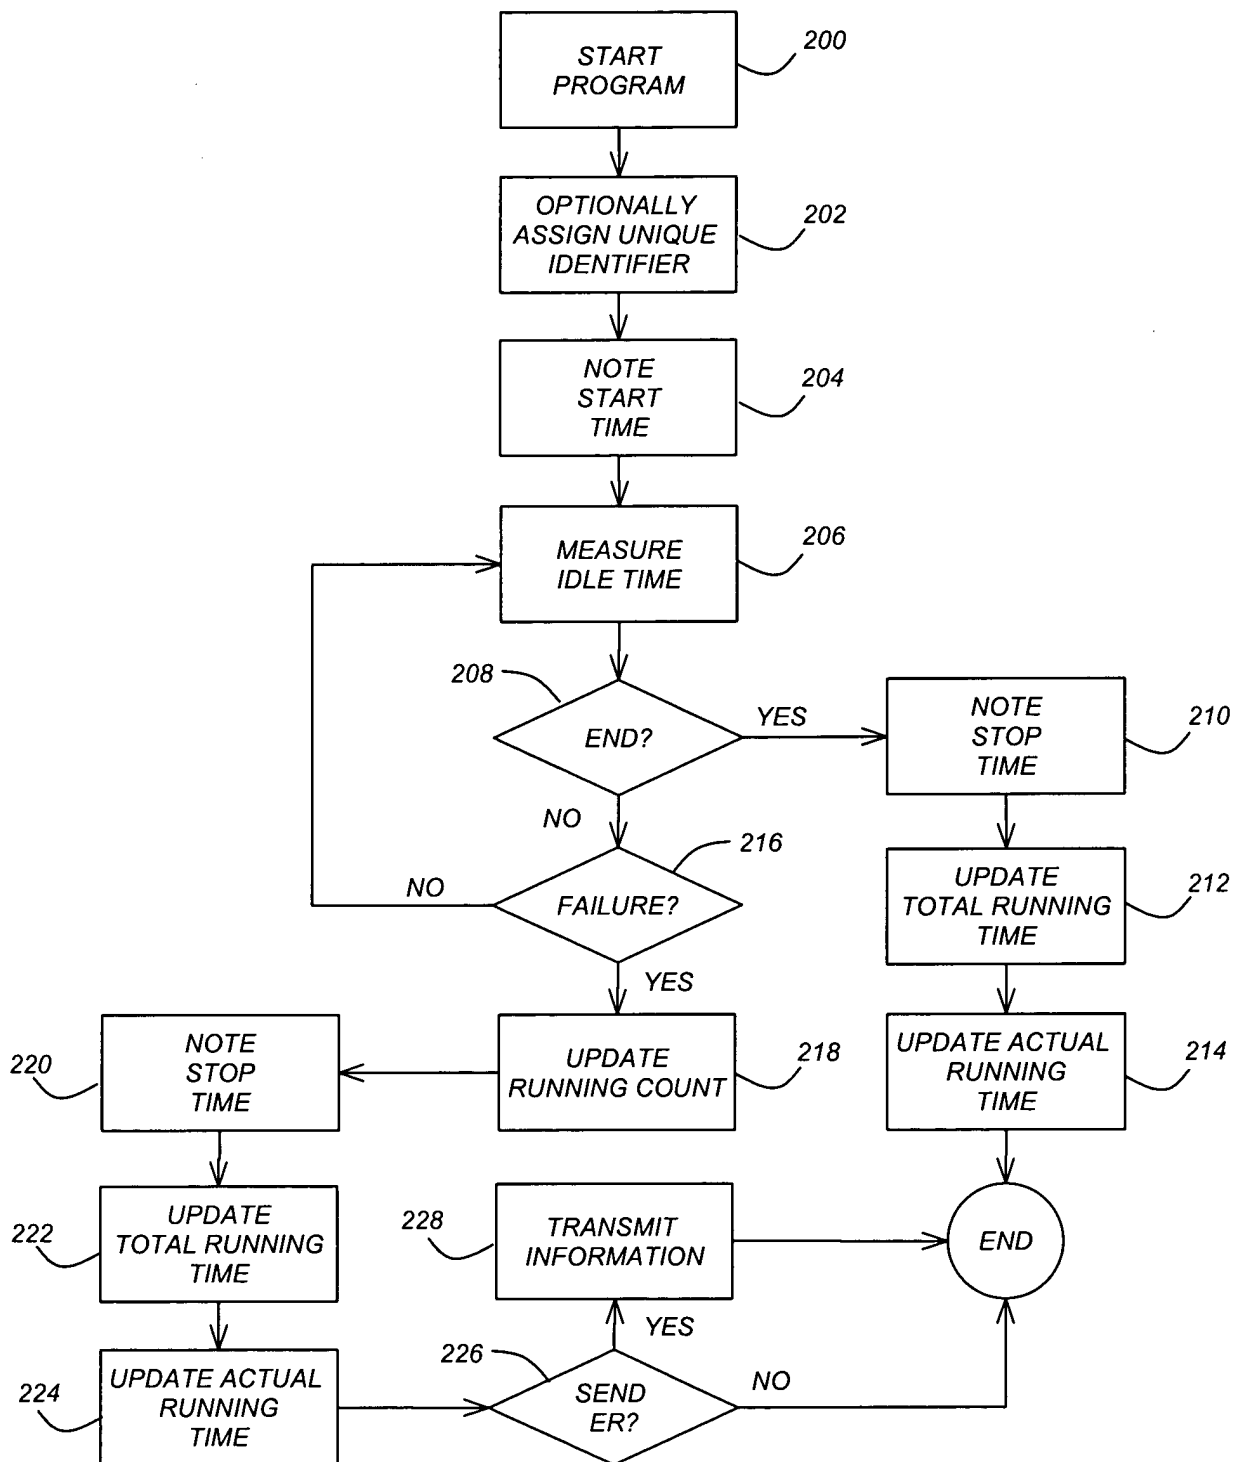 START
PROGRAM
200
OPTIONALLY
ASSIGN UNIQUE
IDENTIFIER
202
NOTE
START
TIME
204
MEASURE
IDLE TIME
206
208
END?
YES
NO
NOTE
STOP
TIME
210
216
FAILURE?
NO
YES
UPDATE
TOTAL RUNNING
TIME
212
UPDATE
RUNNING COUNT
218
UPDATE ACTUAL
RUNNING
TIME
214
220
NOTE
STOP
TIME
222
UPDATE
TOTAL RUNNING
TIME
228
TRANSMIT
INFORMATION
END
224
UPDATE ACTUAL
RUNNING
TIME
226
SEND
ER?
YES
NO